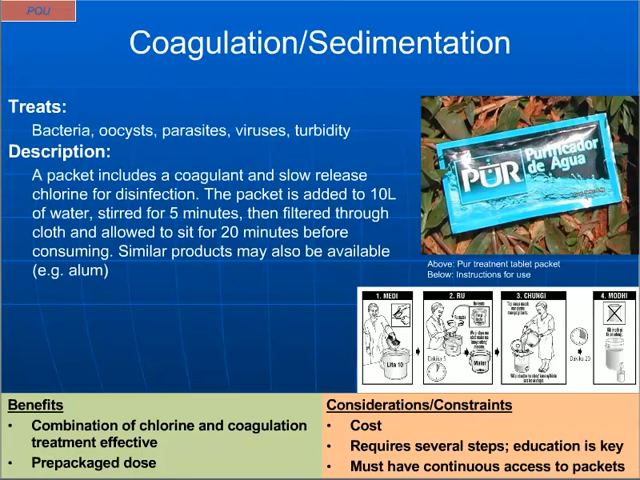 POU
Coagulation/Sedimentation
Treats:
Bacteria, oocysts, parasites, viruses, turbidity
Description:
A packet includes a coagulant and slow release
chlorine for disinfection. The packet is added to 10L
of water, stirred for 5 minutes, then filtered through
cloth and allowed to sit for 20 minutes before
consuming. Similar products may also be available
(e.g. alum)
PUR
Purificador
de Agua
Above: Pur treatnent tablet packet
Below: Instructions for use
1. MEDI
2. RU
3. CHUNGI
4. MODHI
Lita 10
Dakika 5
Dakika 20
Benefits
• Combination of chlorine and coagulation
treatment effective
• Prepackaged dose
Considerations/Constraints
• Cost
• Requires several steps; education is key
• Must have continuous access to packets